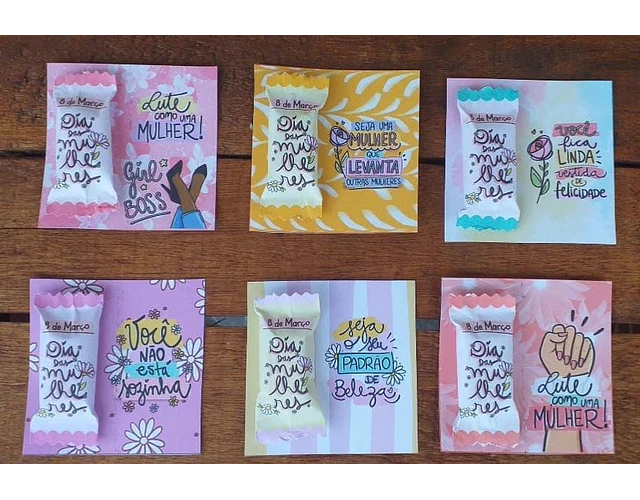 8 de Março
Dia
das
mu
lhe
res
Lute
como uma
MULHER!
Girl
BOSS
8 de Março
Dia
das
mu
lhe
res
SEJA UMA
MULHER
QUE
LEVANTA
OUTRAS MULHERES
8 de Março
Dia
das
mu
lhe
res
você
fica
LINDA
vestida
DE
felicidade
8 de Março
Dia
das
mu
lhe
res
Você
NÃO
está
sozinha
8 de Março
Dia
das
mu
lhe
res
seja
o seu
PADRÃO
DE
Beleza
8 de Março
Dia
das
mu
lhe
res
Lute
como uma
MULHER!